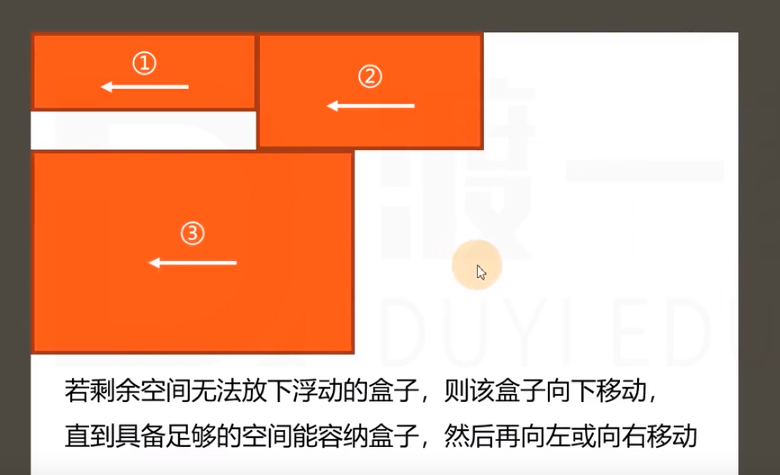 ①
②
渡一
③
DUYI EDU
若剩余空间无法放下浮动的盒子，则该盒子向下移动，
直到具备足够的空间能容纳盒子，然后再向左或向右移动